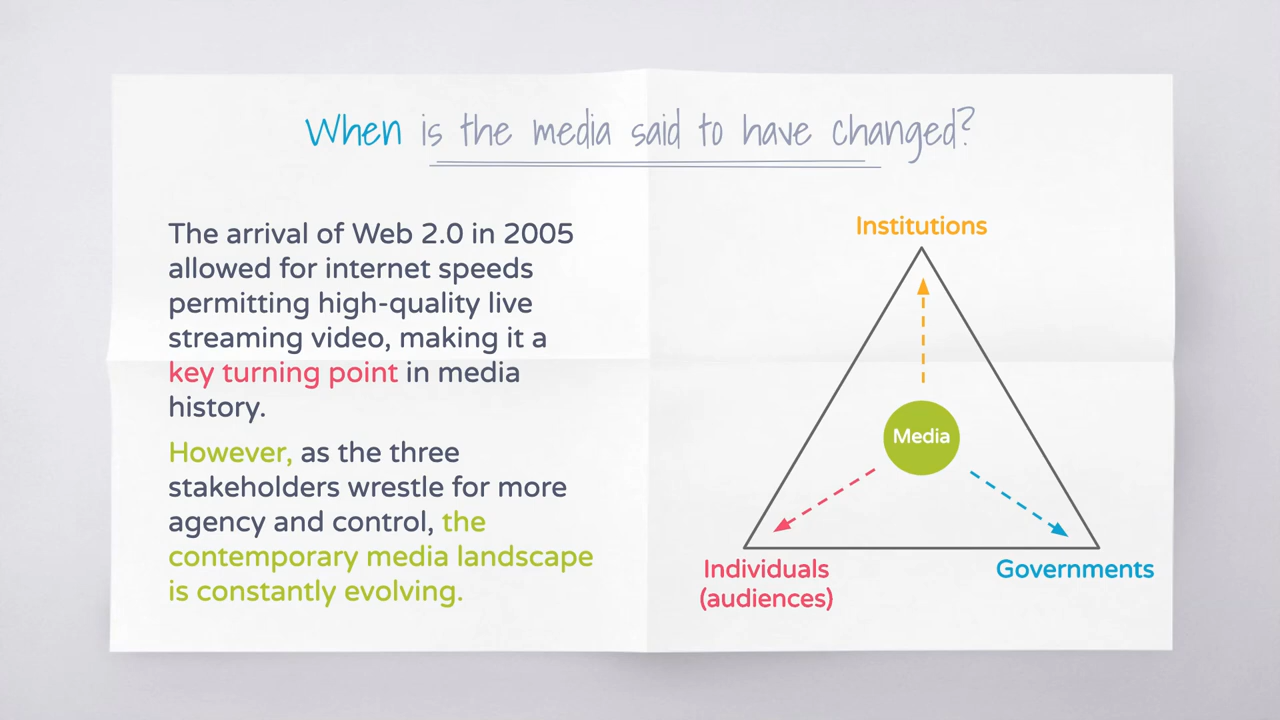 When is the media said to have changed?
The arrival of Web 2.0 in 2005
allowed for internet speeds
permitting high-quality live
streaming video, making it a
key turning point in media
history.
However, as the three
stakeholders wrestle for more
agency and control, the
contemporary media landscape
is constantly evolving.
Institutions
Media
Individuals
(audiences)
Governments